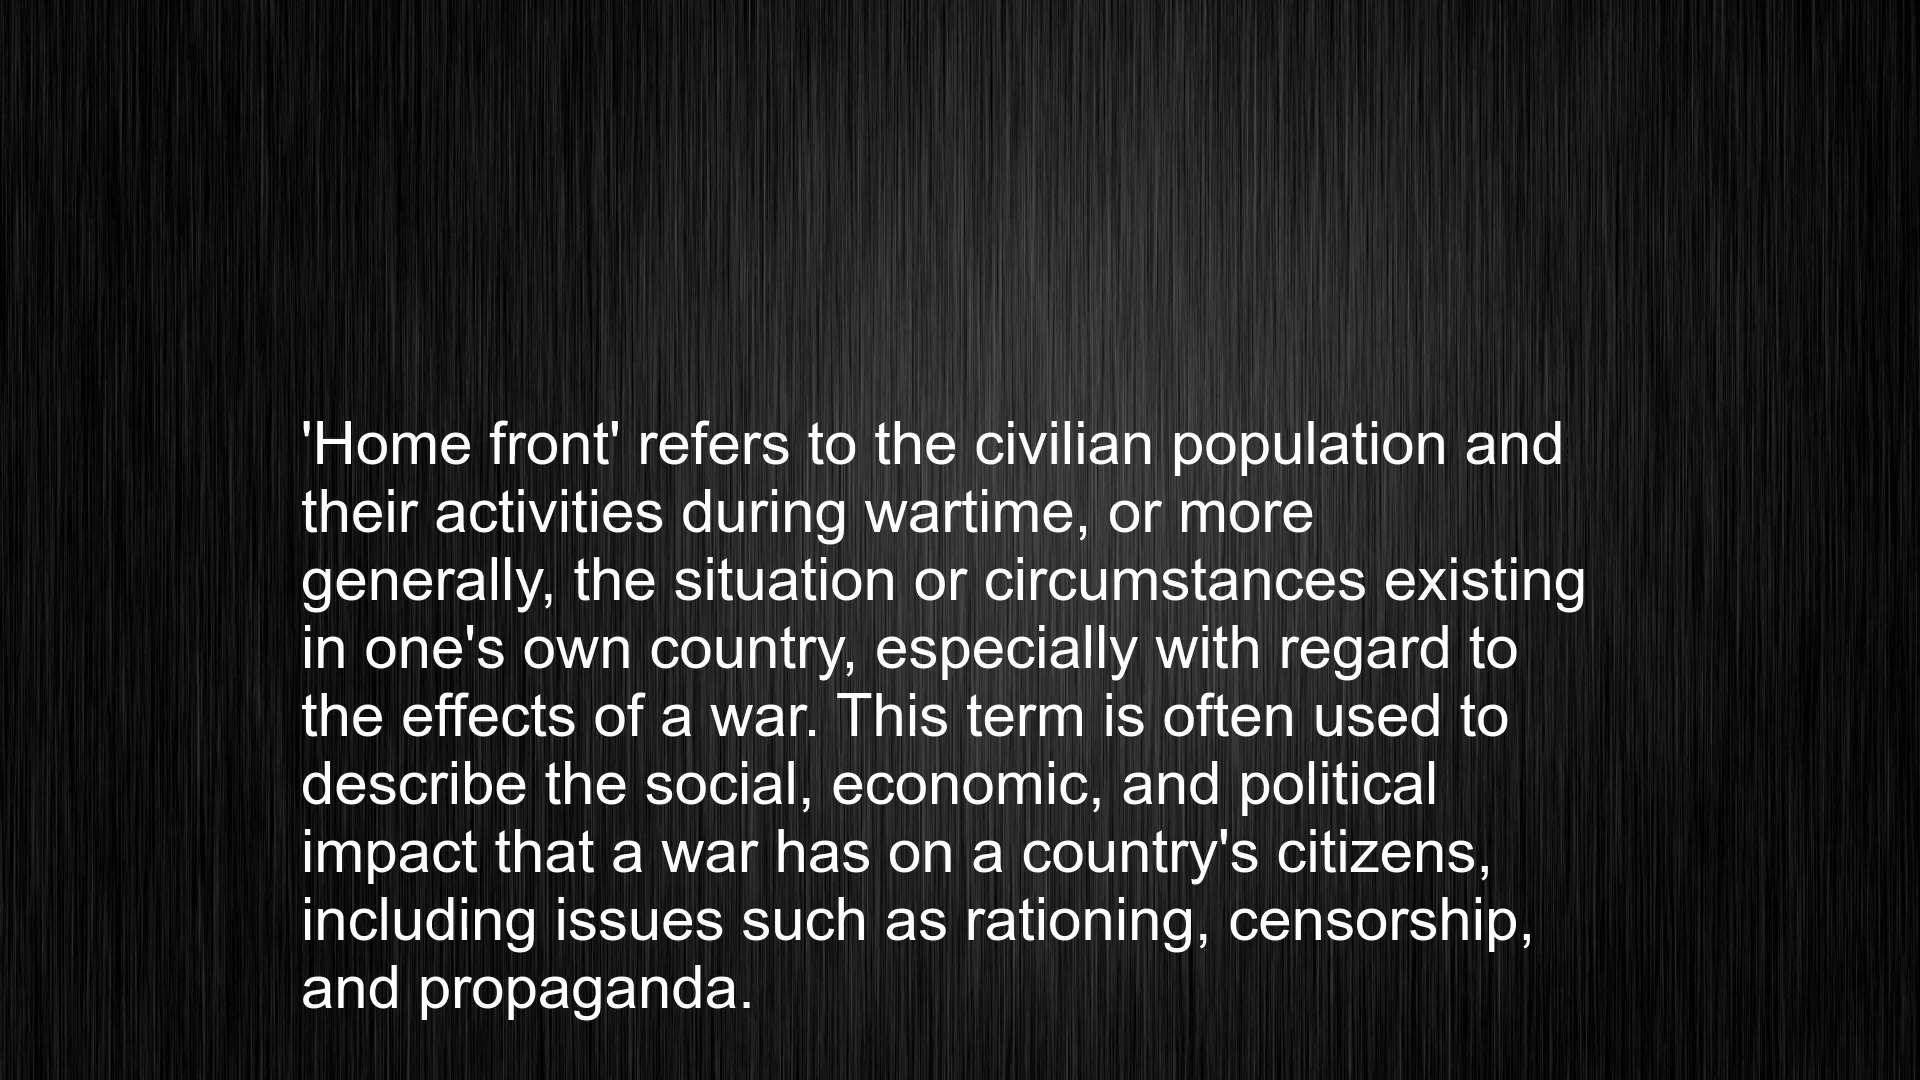 'Home front' refers to the civilian population and
their activities during wartime, or more
generally, the situation or circumstances existing
in one's own country, especially with regard to
the effects of a war. This term is often used to
describe the social, economic, and political
impact that a war has on a country's citizens,
including issues such as rationing, censorship,
and propaganda.